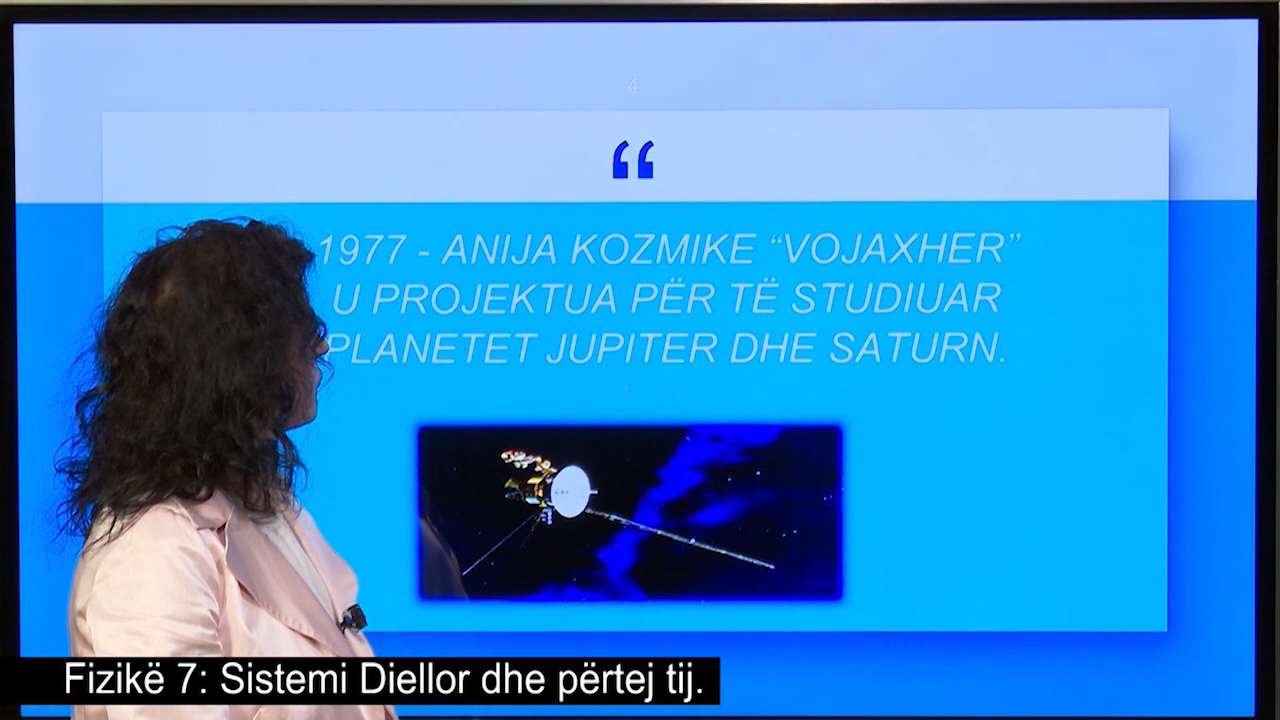 4
“
1977 - ANIJA KOZMIKE “VOJAXHER”
U PROJEKTUA PËR TË STUDIUAR
PLANETET JUPITER DHE SATURN.
Fizikë 7: Sistemi Diellor dhe përtej tij.